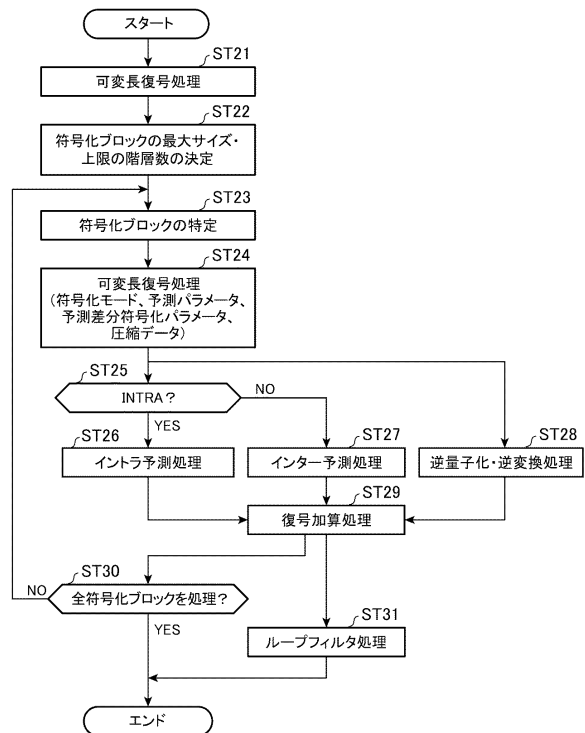 スタート
ST21
可変長復号処理
ST22
符号化ブロックの最大サイズ・
上限の階層数の決定
ST23
符号化ブロックの特定
ST24
可変長復号処理
(符号化モード、予測パラメータ、
予測差分符号化パラメータ、
圧縮データ)
ST25
INTRA?
NO
YES
ST26
イントラ予測処理
ST27
インター予測処理
ST28
逆量子化・逆変換処理
ST29
復号加算処理
ST30
NO
全符号化ブロックを処理?
YES
ST31
ループフィルタ処理
エンド